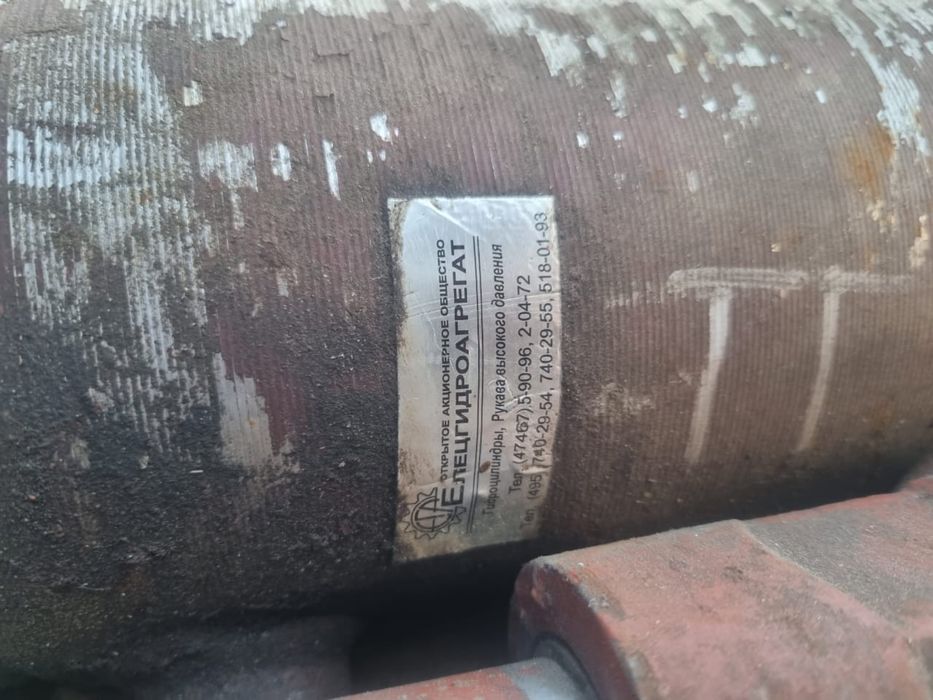 ОТКРЫТОЕ АКЦИОНЕРНОЕ ОБЩЕСТВО
ЕЛЕЦГИДРОАГРЕГАТ
Гидроцилиндры, Рукава высокого давления
Тел (47467) 5-90-96, 2-04-72
Тел (495) 740-29-54, 740-29-55, 518-01-93